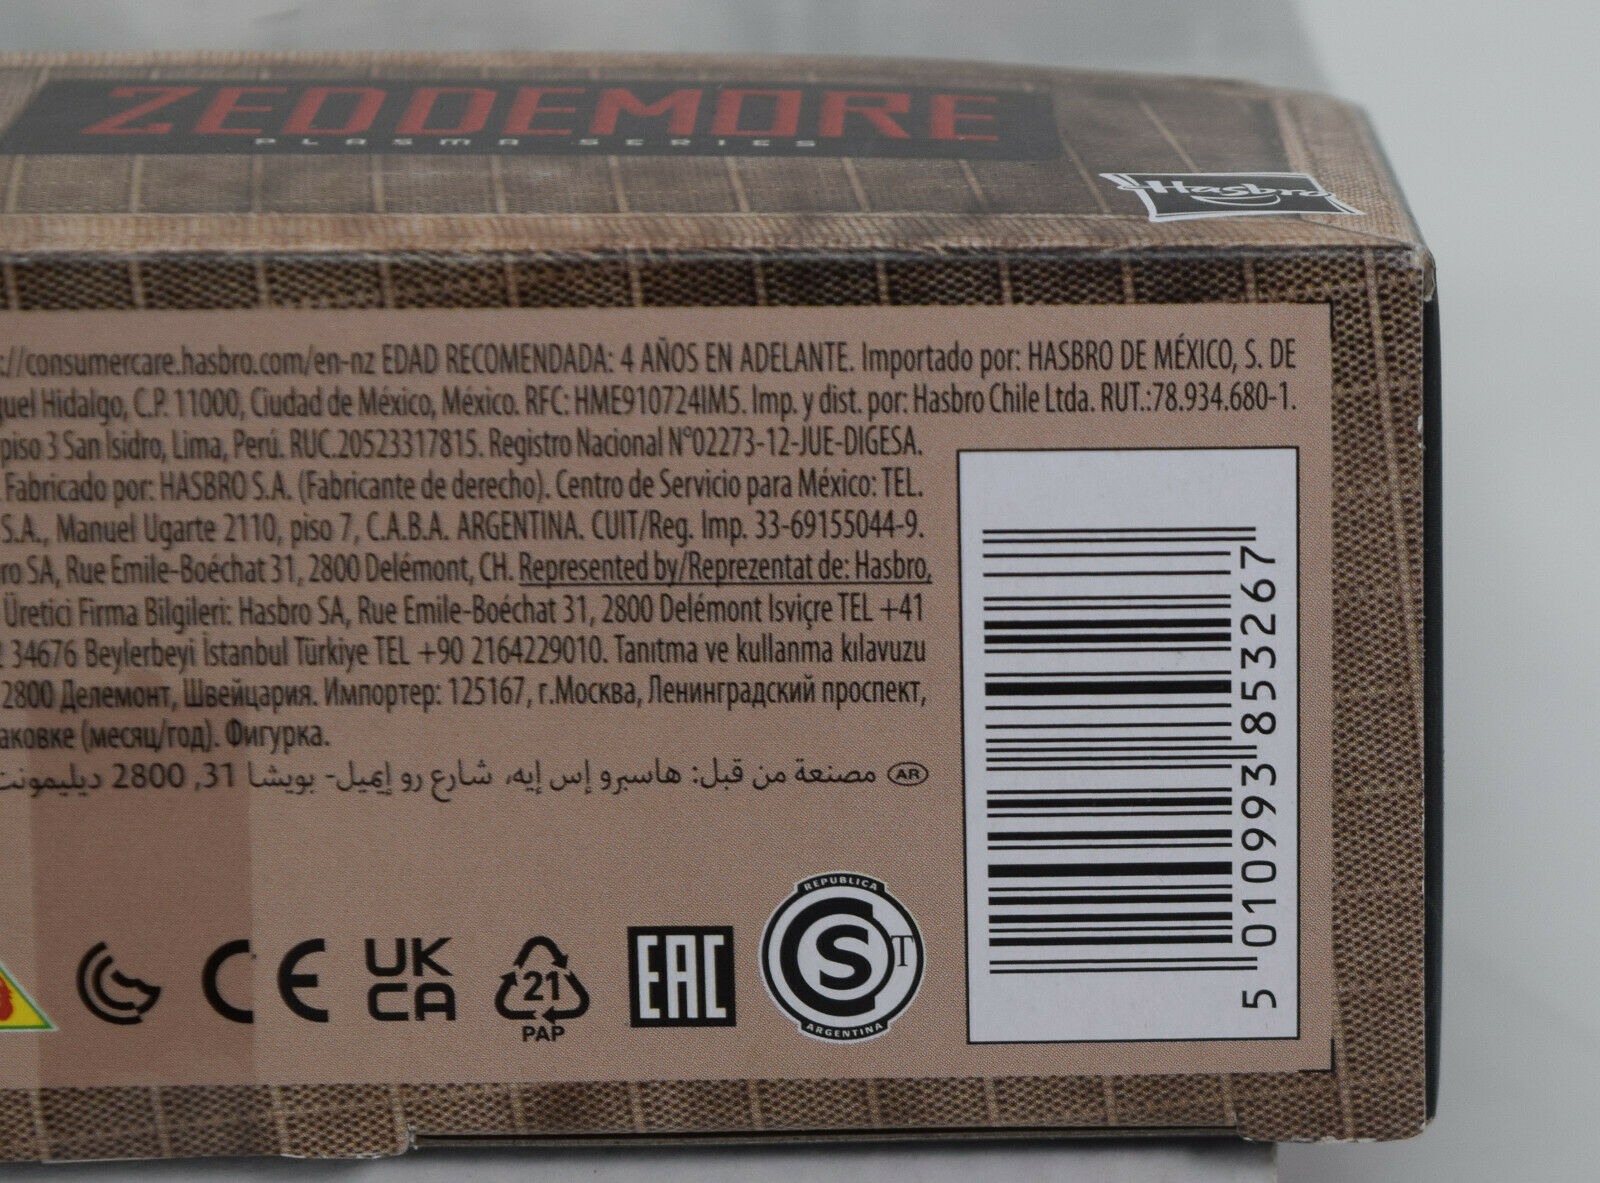 ZEDDEMORE
PLASMA SERIES
Hasbro
://consumercare.hasbro.com/en-nz EDAD RECOMENDADA: 4 AÑOS EN ADELANTE. Importado por: HASBRO DE MÉXICO, S. DE
guel Hidalgo, C.P. 11000, Ciudad de México, México. RFC: HME910724IM5. Imp. y dist. por: Hasbro Chile Ltda. RUT.:78.934.680-1.
piso 3 San Isidro, Lima, Perú. RUC.20523317815. Registro Nacional N°02273-12-JUE-DIGESA.
Fabricado por: HASBRO S.A. (Fabricante de derecho). Centro de Servicio para México: TEL.
S.A., Manuel Ugarte 2110, piso 7, C.A.B.A. ARGENTINA. CUIT/Reg. Imp. 33-69155044-9.
ro SA, Rue Emile-Boéchat 31, 2800 Delémont, CH. Represented by/Reprezentat de: Hasbro,
Üretici Firma Bilgileri: Hasbro SA, Rue Emile-Boéchat 31, 2800 Delémont İsviçre TEL +41
2 34676 Beylerbeyi İstanbul Türkiye TEL +90 2164229010. Tanıtma ve kullanma kılavuzu
2800 Делемонт, Швейцария. Импортер: 125167, г.Москва, Ленинградский проспект,
аковке (месяц/год). Фигурка.
AR مصنعة من قبل: هاسبرو إس إيه، شارع رو إيميل- بويشا 31, 2800 ديليمونت
5 010993 853267
CE
UK
CA
21
PAP
EAC
REPUBLICA
S T
ARGENTINA